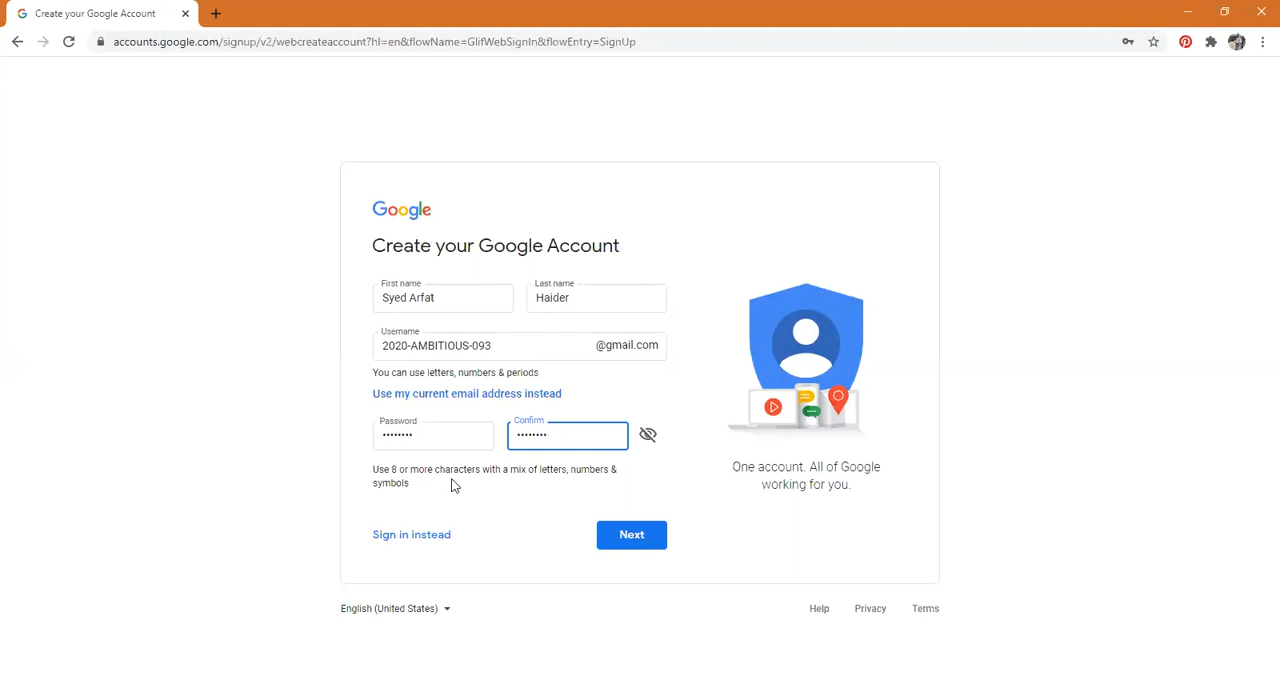 Create your Google Account
accounts.google.com/signup/v2/webcreateaccount?hl=en&flowName=GlifWebSignIn&flowEntry=SignUp
Google
Create your Google Account
First name
Last name
Syed Arfat
Haider
Username
2020-AMBITIOUS-093
@gmail.com
You can use letters, numbers & periods
Use my current email address instead
Password
Confirm
••••••••
••••••••
Use 8 or more characters with a mix of letters, numbers &
symbols
One account. All of Google
working for you.
Sign in instead
Next
English (United States)
Help
Privacy
Terms